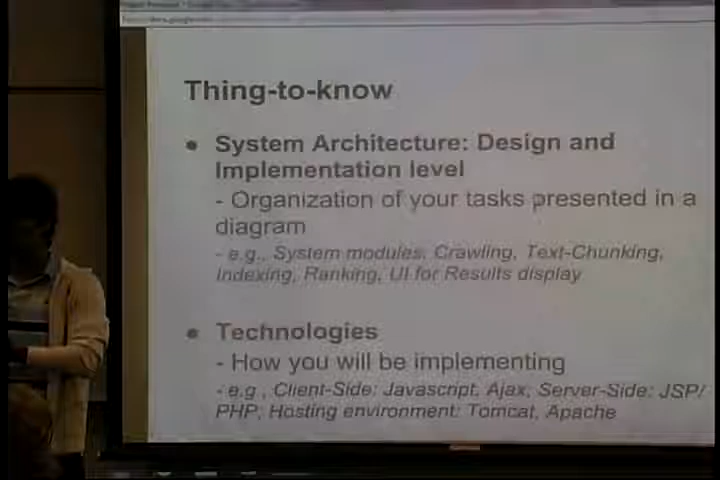 Thing-to-know
● System Architecture: Design and
Implementation level
- Organization of your tasks presented in a
diagram
- e.g., System modules: Crawling, Text-Chunking,
Indexing, Ranking, UI for Results display
● Technologies
- How you will be implementing
- e.g., Client-Side: Javascript, Ajax; Server-Side: JSP/
PHP; Hosting environment: Tomcat, Apache